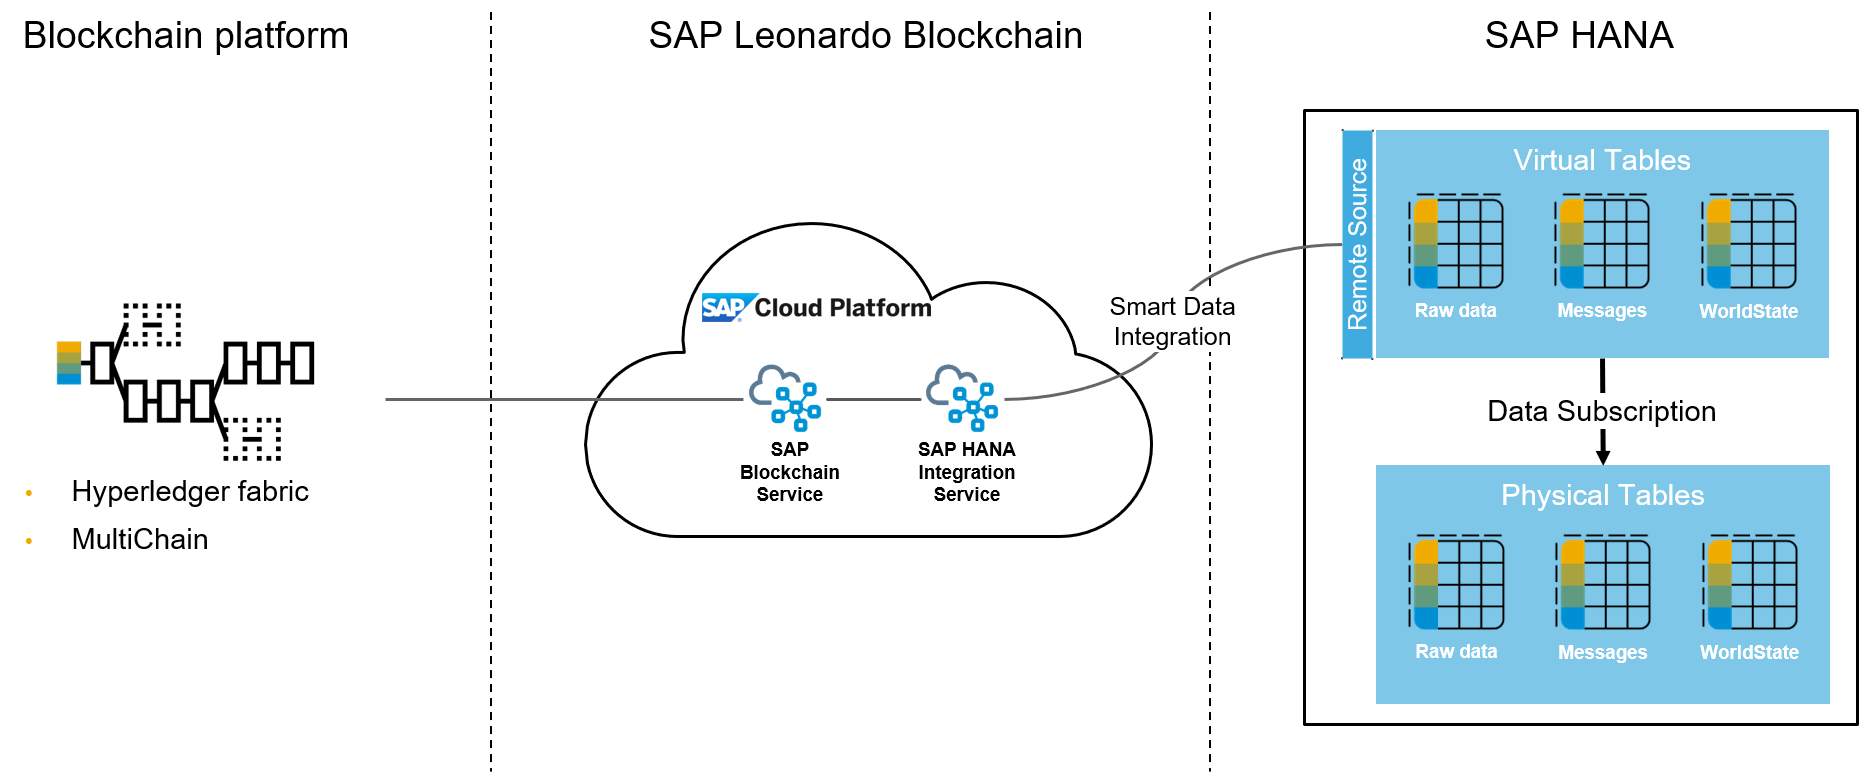 Blockchain platform
SAP Leonardo Blockchain
SAP HANA
Hyperledger fabric
MultiChain
SAP Cloud Platform
SAP
Blockchain
Service
SAP HANA
Integration
Service
Smart Data
Integration
Remote Source
Virtual Tables
Raw data
Messages
WorldState
Data Subscription
Physical Tables
Raw data
Messages
WorldState